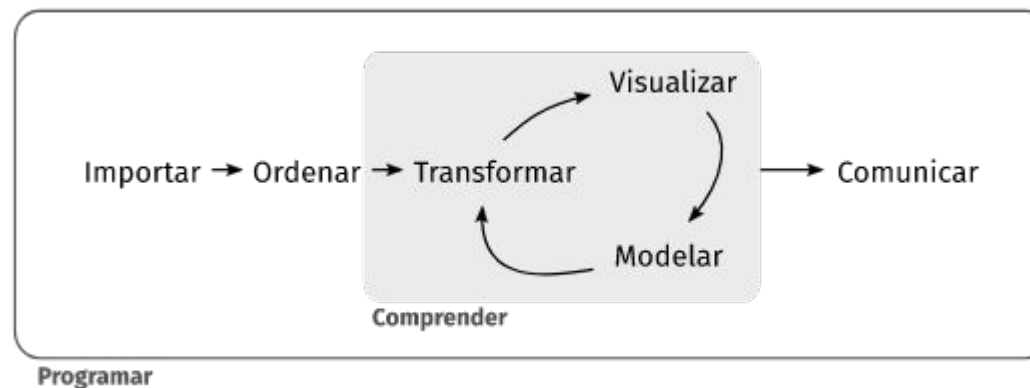 Visualizar
Importar → Ordenar → Transformar → Comunicar
Modelar
Comprender
Programar